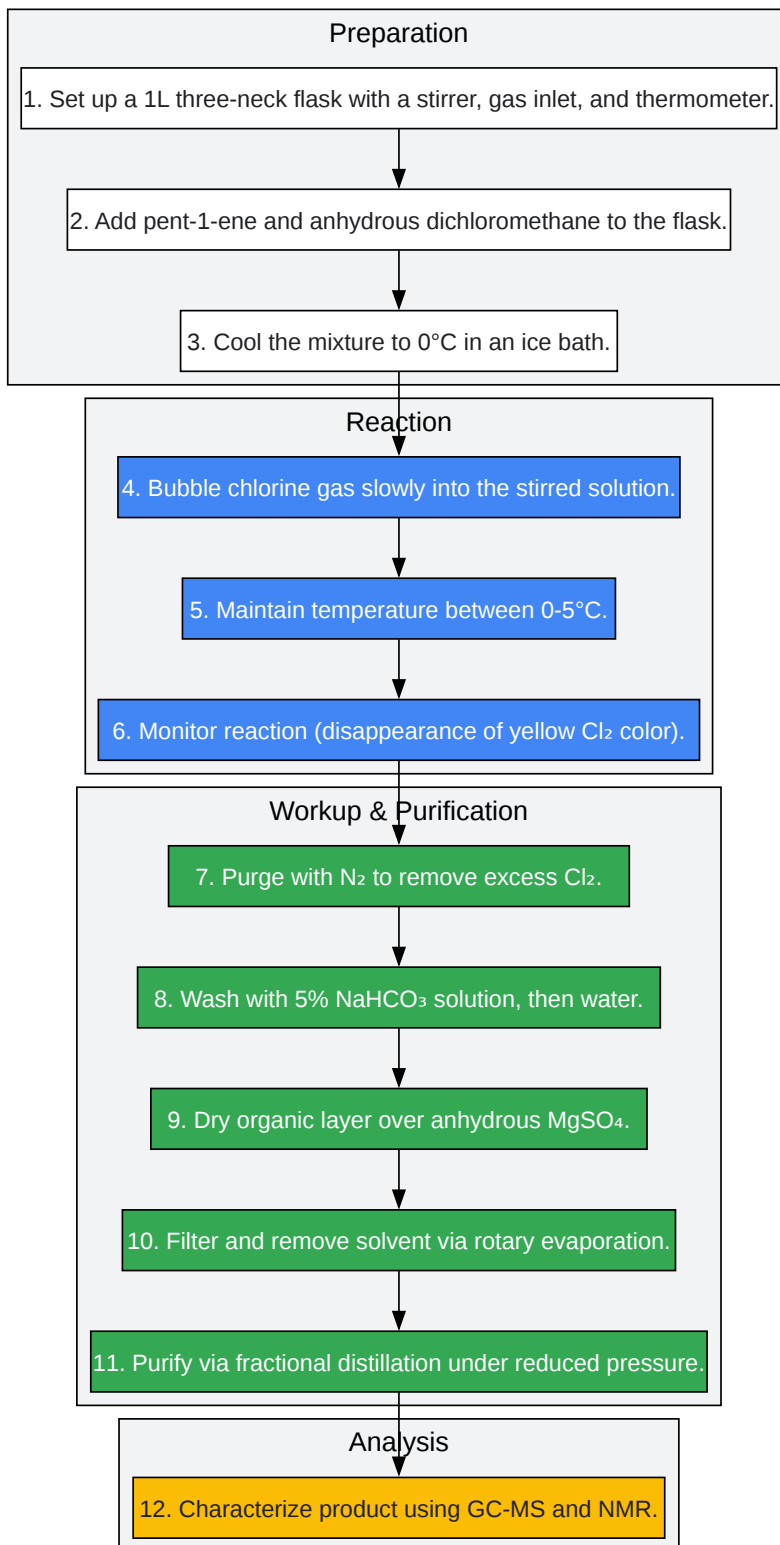 Preparation
1. Set up a 1L three-neck flask with a stirrer, gas inlet, and thermometer.
2. Add pent-1-ene and anhydrous dichloromethane to the flask.
3. Cool the mixture to 0°C in an ice bath.
Reaction
4. Bubble chlorine gas slowly into the stirred solution.
5. Maintain temperature between 0-5°C.
6. Monitor reaction (disappearance of yellow Cl₂ color).
Workup & Purification
7. Purge with N₂ to remove excess Cl₂.
8. Wash with 5% NaHCO₃ solution, then water.
9. Dry organic layer over anhydrous MgSO₄.
10. Filter and remove solvent via rotary evaporation.
11. Purify via fractional distillation under reduced pressure.
Analysis
12. Characterize product using GC-MS and NMR.